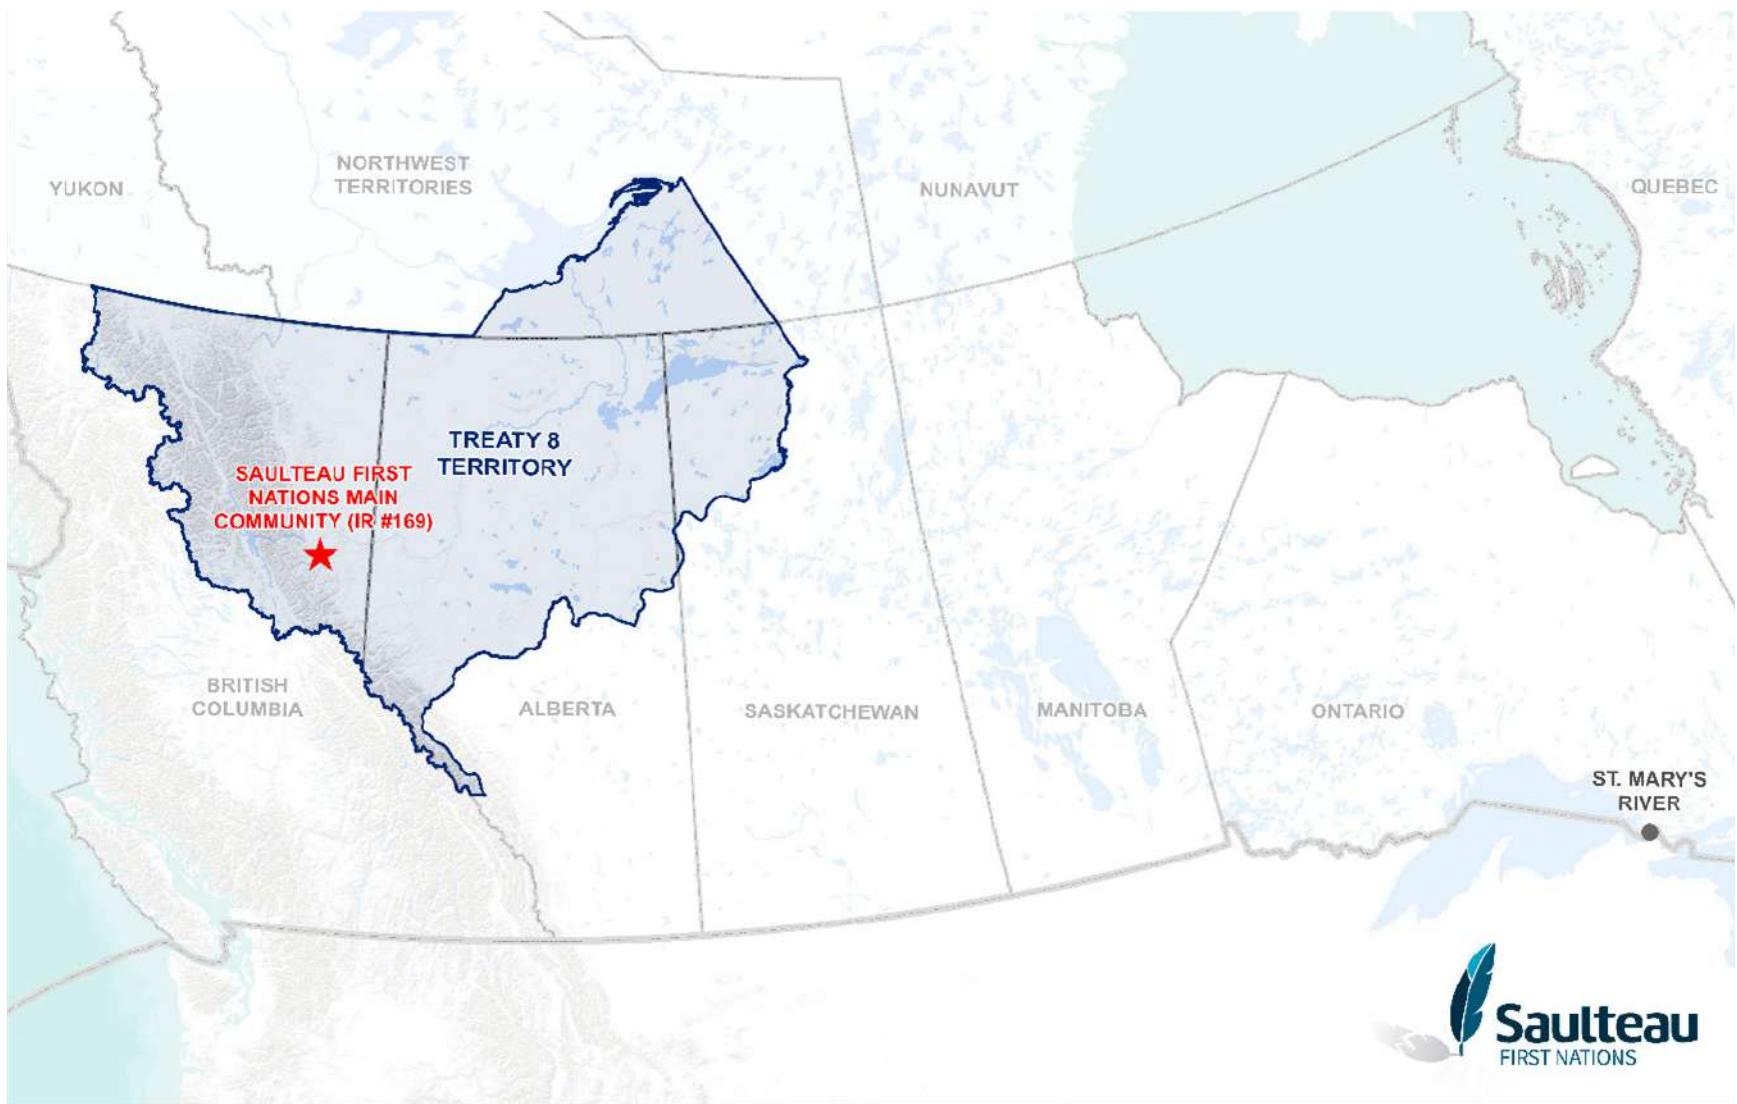 YUKON
NORTHWEST
TERRITORIES
NUNAVUT
QUEBEC
TREATY 8
TERRITORY
SAULTEAU FIRST
NATIONS MAIN
COMMUNITY (IR #169)
BRITISH
COLUMBIA
ALBERTA
SASKATCHEWAN
MANITOBA
ONTARIO
ST. MARY'S
RIVER
Saulteau
FIRST NATIONS